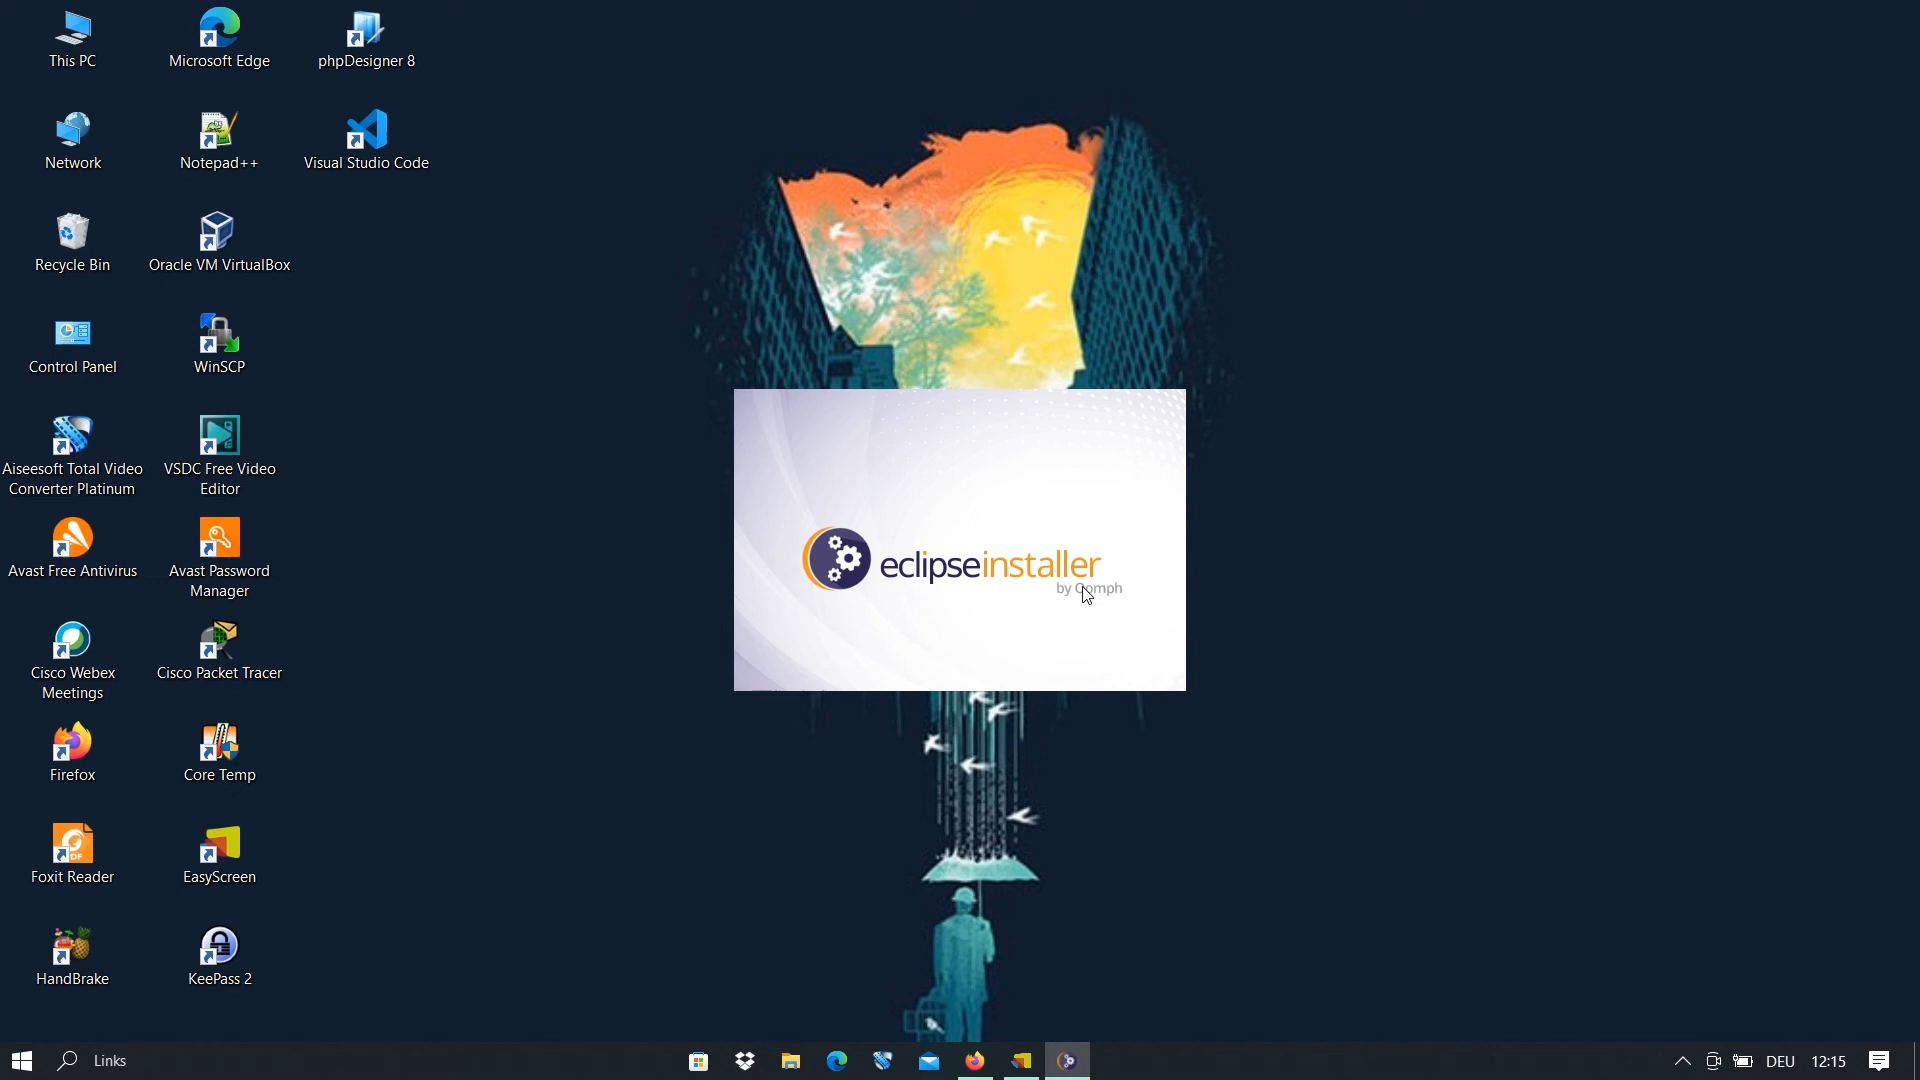 This PC
Microsoft Edge
phpDesigner 8
Network
Notepad++
Visual Studio Code
Recycle Bin
Oracle VM VirtualBox
Control Panel
WinSCP
Aiseesoft Total Video
Converter Platinum
VSDC Free Video
Editor
Avast Free Antivirus
Avast Password
Manager
Cisco Webex
Meetings
Cisco Packet Tracer
Firefox
Core Temp
Foxit Reader
EasyScreen
HandBrake
KeePass 2
eclipseinstaller
by Oomph
Links
DEU
12:15